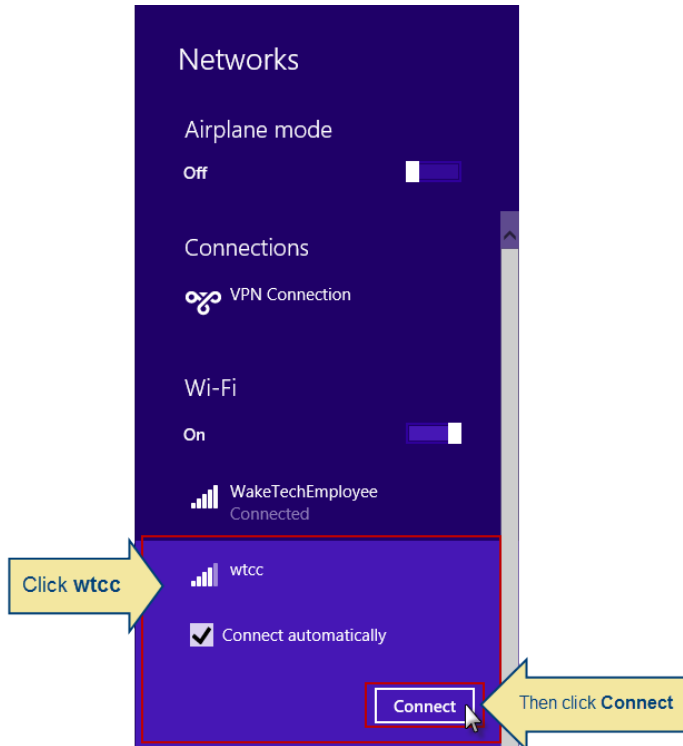 Networks
Airplane mode
Off
Connections
VPN Connection
Wi-Fi
On
WakeTechEmployee
Connected
Click wtcc
wtcc
Connect automatically
Connect
Then click Connect